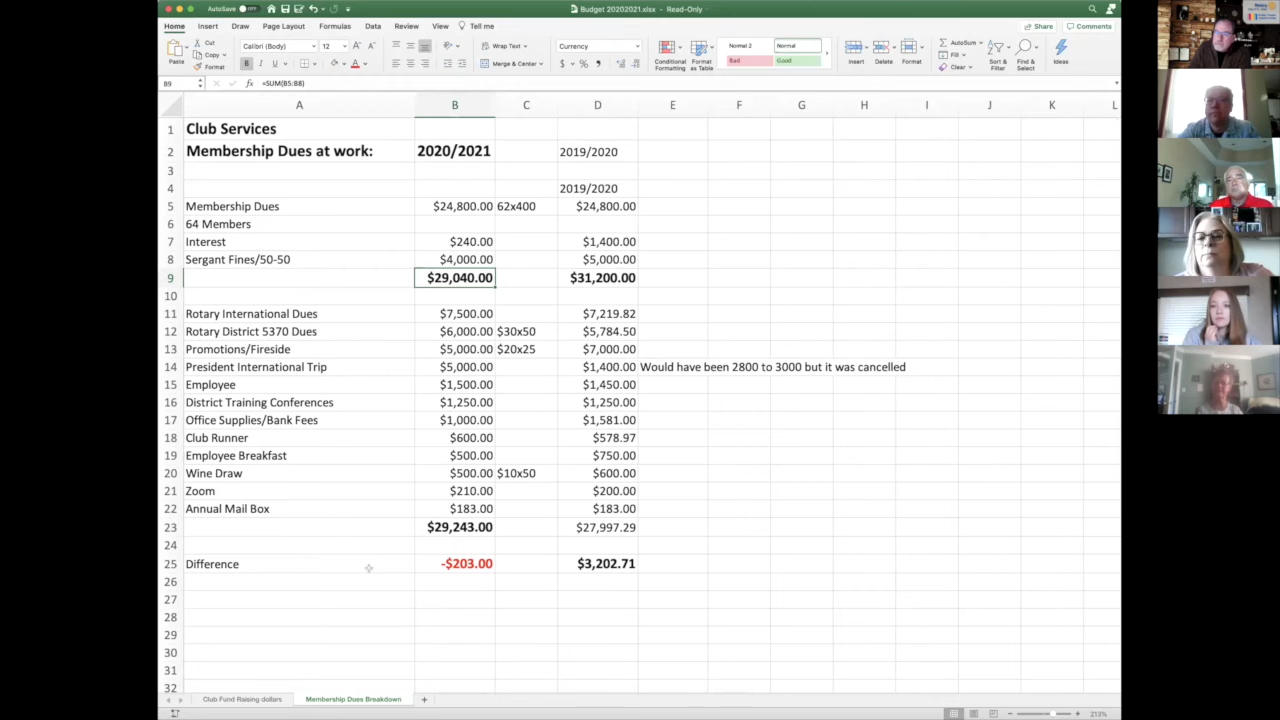 AutoSave OFF Budget 20202021.xlsx - Read-Only
Home Insert Draw Page Layout Formulas Data Review View Tell me Share Comments
Paste Cut Copy Format
Calibri (Body) 12
Wrap Text
Merge & Center
Currency
Conditional Formatting
Format as Table
Normal 2 Normal
Bad Good
Insert Delete Format
AutoSum
Fill
Clear
Sort & Filter
Find & Select
Ideas
B9 fx =SUM(B5:B8)
A B C D E F G H I J K L
1 Club Services
2 Membership Dues at work: 2020/2021 2019/2020
3
4 2019/2020
5 Membership Dues $24,800.00 62x400 $24,800.00
6 64 Members
7 Interest $240.00 $1,400.00
8 Sergant Fines/50-50 $4,000.00 $5,000.00
9 $29,040.00 $31,200.00
10
11 Rotary International Dues $7,500.00 $7,219.82
12 Rotary District 5370 Dues $6,000.00 $30x50 $5,784.50
13 Promotions/Fireside $5,000.00 $20x25 $7,000.00
14 President International Trip $5,000.00 $1,400.00 Would have been 2800 to 3000 but it was cancelled
15 Employee $1,500.00 $1,450.00
16 District Training Conferences $1,250.00 $1,250.00
17 Office Supplies/Bank Fees $1,000.00 $1,581.00
18 Club Runner $600.00 $578.97
19 Employee Breakfast $500.00 $750.00
20 Wine Draw $500.00 $10x50 $600.00
21 Zoom $210.00 $200.00
22 Annual Mail Box $183.00 $183.00
23 $29,243.00 $27,997.29
24
25 Difference -$203.00 $3,202.71
26
27
28
29
30
31
32
Club Fund Raising dollars Membership Dues Breakdown +
213%
Rotary